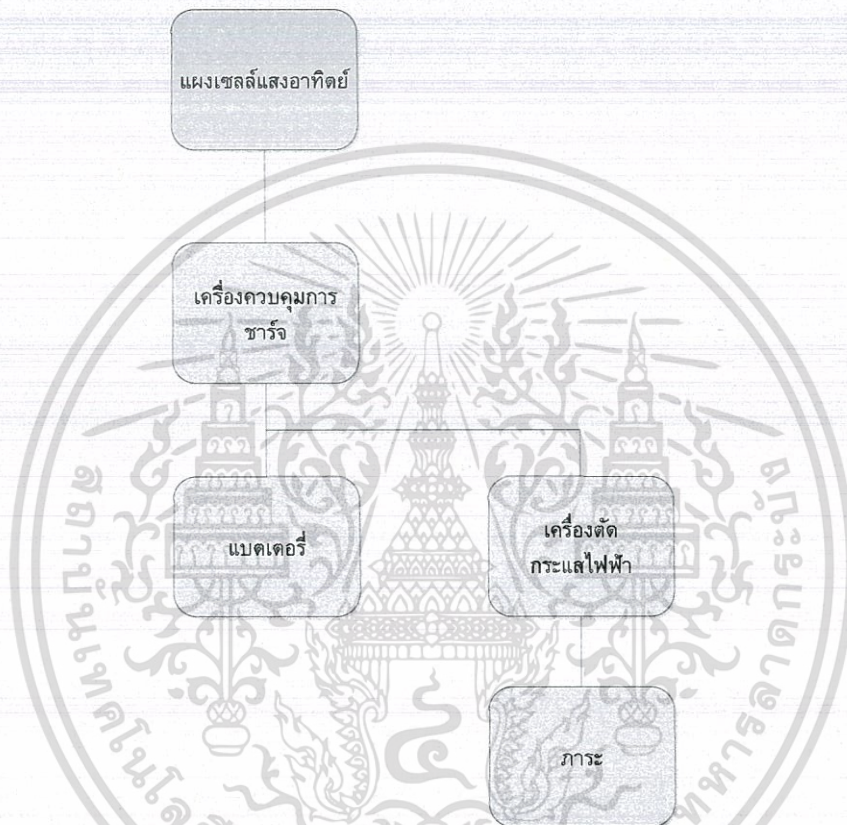 แผงเซลล์แสงอาทิตย์
เครื่องควบคุมการ
ชาร์จ
แบตเตอรี่
เครื่องตัด
กระแสไฟฟ้า
ภาระ